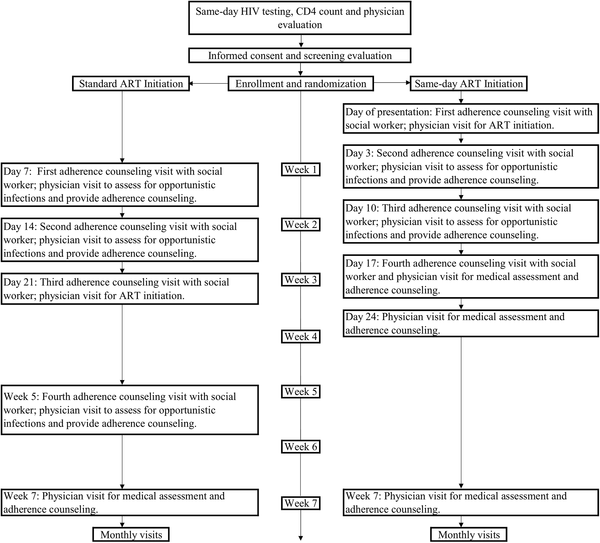 Same-day HIV testing, CD4 count and physician
evaluation
Informed consent and screening evaluation
Standard ART Initiation
Enrollment and randomization
Same-day ART Initiation
Day of presentation: First adherence counseling visit with
social worker; physician visit for ART initiation.
Day 7:  First adherence counseling visit with social
worker; physician visit to assess for opportunistic
infections and provide adherence counseling.
Week 1
Day 3: Second adherence counseling visit with social
worker; physician visit to assess for opportunistic
infections and provide adherence counseling.
Day 14: Second adherence counseling visit with social
worker; physician visit to assess for opportunistic
infections and provide adherence counseling.
Week 2
Day 10: Third adherence counseling visit with social
worker; physician visit to assess for opportunistic
infections and provide adherence counseling.
Day 21: Third adherence counseling visit with social
worker; physician visit for ART initiation.
Week 3
Day 17: Fourth adherence counseling visit with social
worker and physician visit for medical assessment and
adherence counseling.
Day 24: Physician visit for medical assessment and
adherence counseling.
Week 4
Week 5: Fourth adherence counseling visit with social
worker; physician visit to assess for opportunistic
infections and provide adherence counseling.
Week 5
Week 6
Week 7: Physician visit for medical assessment and
adherence counseling.
Week 7
Week 7: Physician visit for medical assessment and
adherence counseling.
Monthly visits
Monthly visits